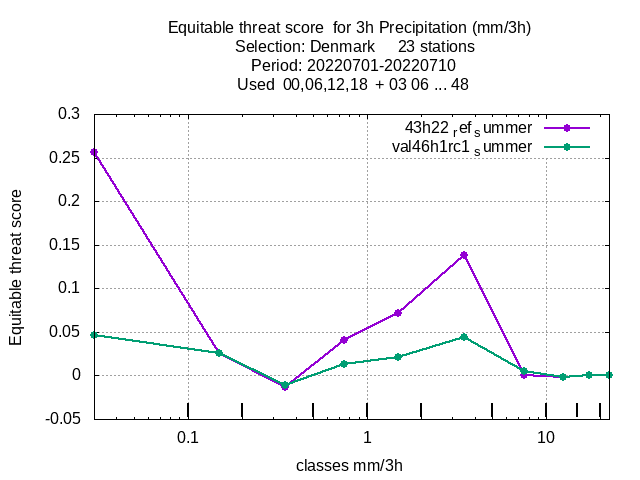 Equitable threat score  for 3h Precipitation (mm/3h)
Selection: Denmark     23 stations
Period: 20220701-20220710
Used  00,06,12,18  + 03 06 ... 48
0.3
0.25
0.2
0.15
0.1
0.05
0
-0.05
Equitable threat score
43h22 ref summer
val46h1rc1 summer
0.1
1
10
classes mm/3h